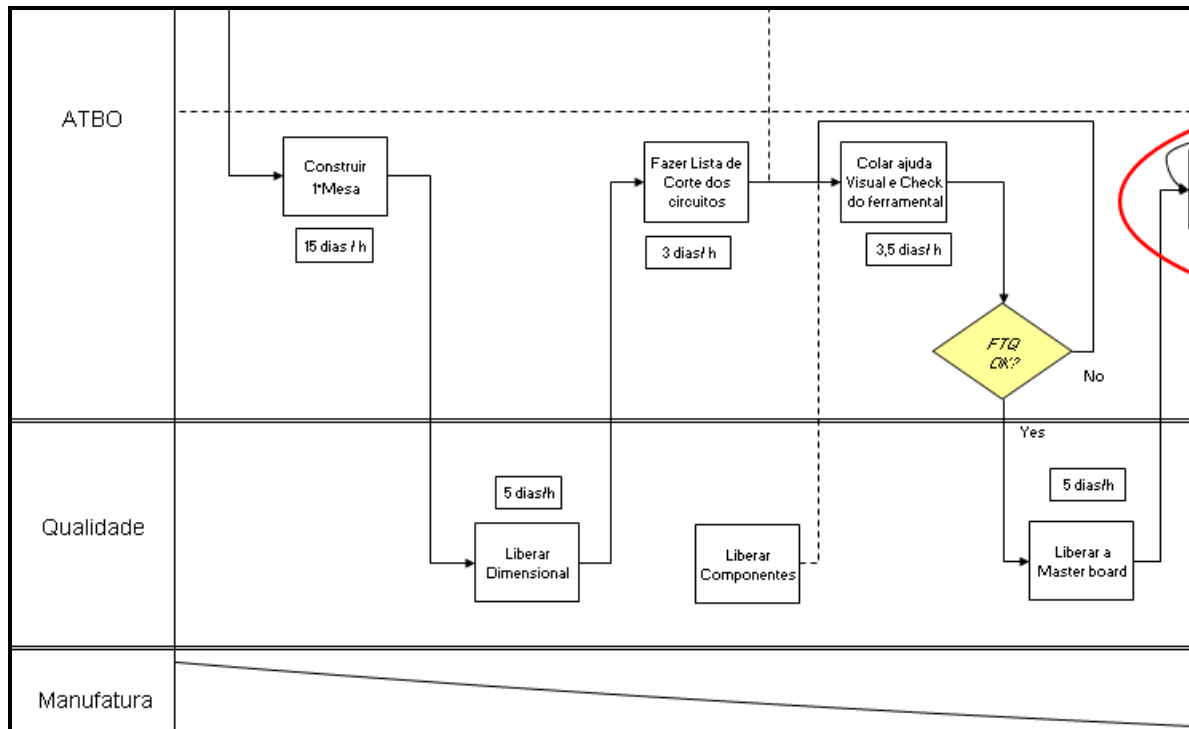 ATBO
Construir
1ªMesa
15 dias / h
Fazer Lista de
Corte dos
circuitos
3 dias/ h
Colar ajuda
Visual e Check
do ferramental
3,5 dias/ h
FTQ
OK?
No
Yes
Qualidade
5 dias/h
Liberar
Dimensional
Liberar
Componentes
5 dias/h
Liberar a
Master board
Manufatura